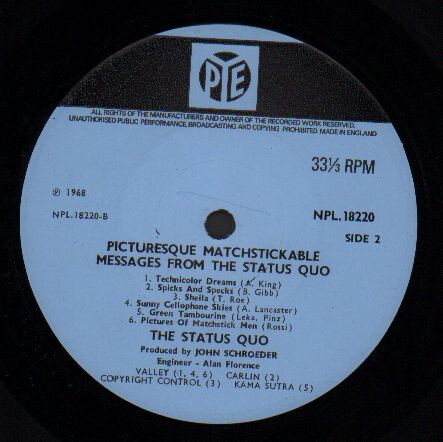 PYE
ALL RIGHTS OF THE MANUFACTURERS AND OWNER OF THE RECORDED WORK RESERVED.
UNAUTHORISED PUBLIC PERFORMANCE, BROADCASTING AND COPYING PROHIBITED. MADE IN ENGLAND
33⅓ RPM
℗ 1968
NPL.18220-B
NPL.18220
SIDE 2
PICTURESQUE MATCHSTICKABLE
MESSAGES FROM THE STATUS QUO
1. Technicolor Dreams (A. King)
2. Spicks And Specks (B. Gibb)
3. Sheila (T. Roe)
4. Sunny Cellophane Skies (A. Lancaster)
5. Green Tambourine (Leka, Pinz)
6. Pictures Of Matchstick Men (Rossi)
THE STATUS QUO
Produced by JOHN SCHROEDER
Engineer - Alan Florence
VALLEY (1, 4, 6) CARLIN (2)
COPYRIGHT CONTROL (3) KAMA SUTRA (5)